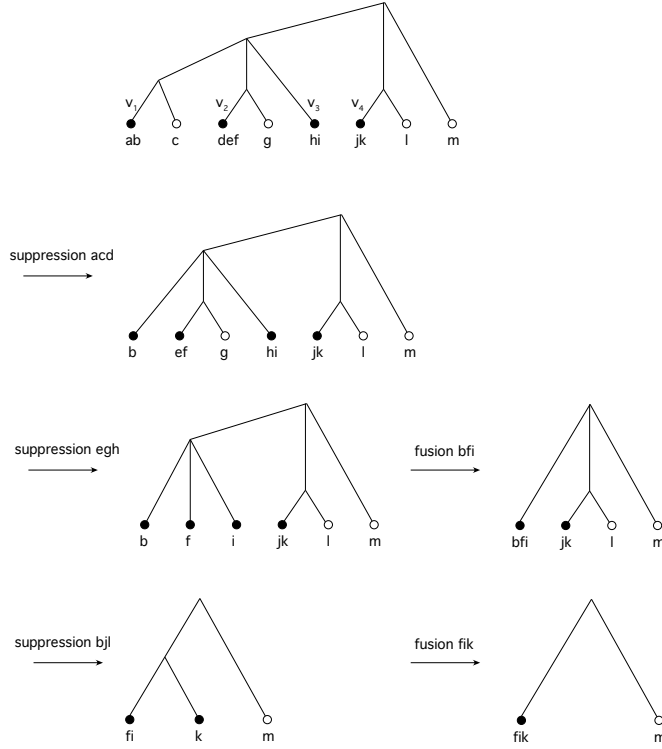 v1 v2 v3 v4
ab c def g hi jk l m
suppression acd
b ef g hi jk l m
suppression egh
fusion bfi
b f i jk l m
bfi jk l m
suppression bjl
fusion fik
fi k m
fik m